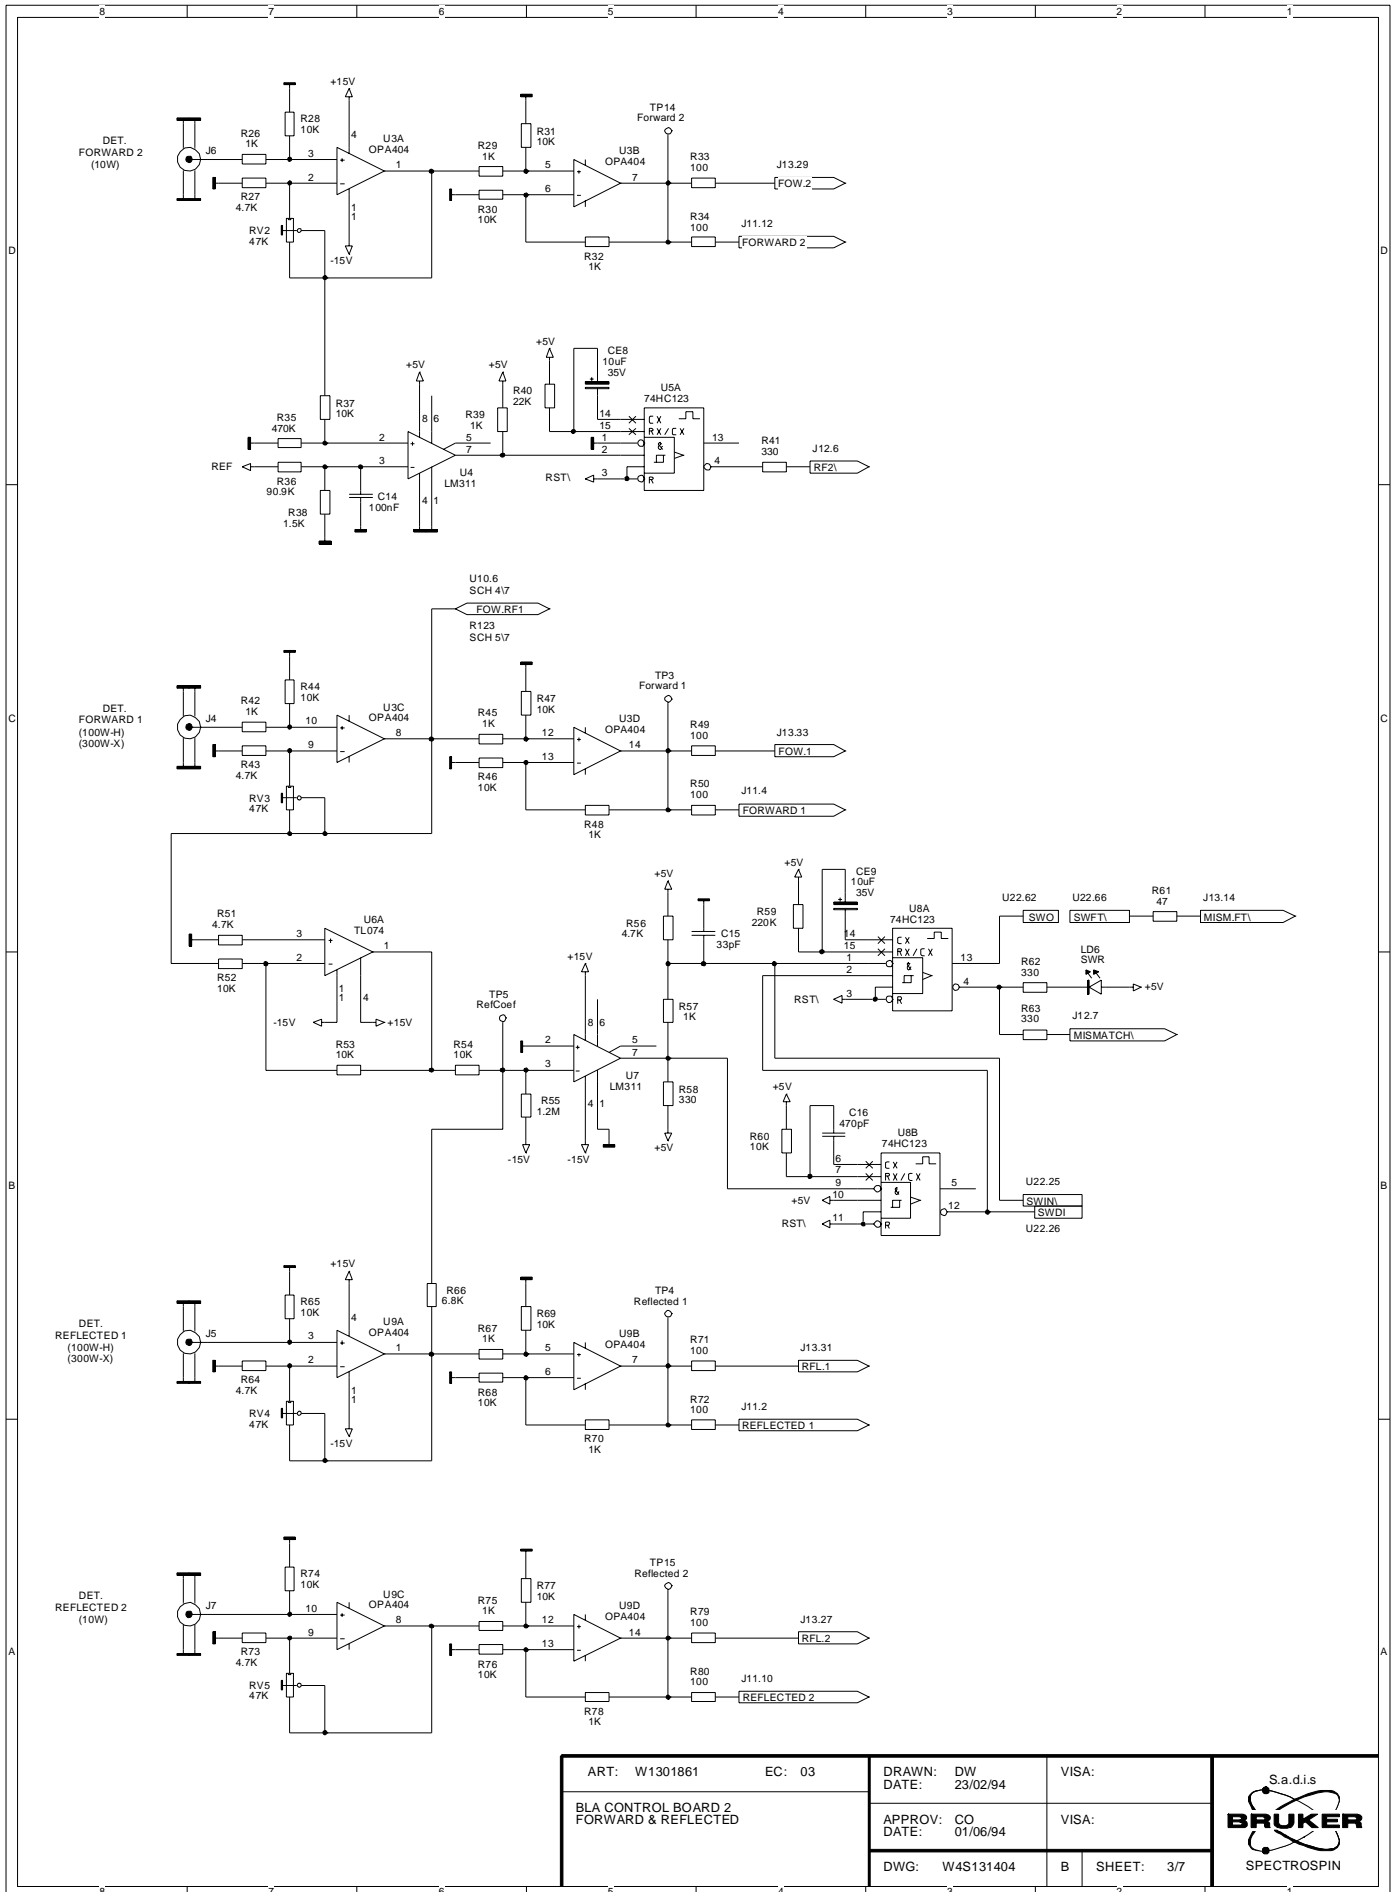 8 7 6 5 4 3 2 1
D D
C C
B B
A A
DET.
FORWARD 2
(10W)
J6
R26
1K
R28
10K
+15V
4
3
2
1
U3A
OPA404
R27
4.7K
RV2
47K
1
1
-15V
R29
1K
R31
10K
R30
10K
5
6
7
U3B
OPA404
TP14
Forward 2
R33
100
J13.29
FOW.2
R34
100
J11.12
FORWARD 2
R32
1K
R37
10K
R35
470K
REF
R36
90.9K
R38
1.5K
C14
100nF
+5V
8 6
2
3
5
7
4 1
U4
LM311
+5V
R39
1K
+5V
R40
22K
CE8
10uF
35V
U5A
74HC123
14
15
1
2
3
CX
RX/CX
&
R
RST\
13
4
R41
330
J12.6
RF2\
U10.6
SCH 4\7
FOW.RF1
R123
SCH 5\7
DET.
FORWARD 1
(100W-H)
(300W-X)
J4
R42
1K
R44
10K
R43
4.7K
RV3
47K
10
9
8
U3C
OPA404
R45
1K
R47
10K
R46
10K
12
13
14
U3D
OPA404
TP3
Forward 1
R49
100
J13.33
FOW.1
R50
100
J11.4
FORWARD 1
R48
1K
R51
4.7K
R52
10K
3
2
1
U6A
TL074
1
1
4
-15V
+15V
R53
10K
R54
10K
TP5
RefCoef
R55
1.2M
-15V
+15V
8 6
2
3
5
7
U7
LM311
4 1
-15V
+5V
R56
4.7K
C15
33pF
R57
1K
R58
330
+5V
+5V
R59
220K
CE9
10uF
35V
U8A
74HC123
14
15
1
2
3
CX
RX/CX
&
R
RST\
13
4
U22.62
SWO
U22.66
SWFT\
R61
47
J13.14
MISM.FT\
R62
330
LD6
SWR
+5V
R63
330
J12.7
MISMATCH\
+5V
R60
10K
C16
470pF
U8B
74HC123
6
7
9
10
11
+5V
RST\
CX
RX/CX
&
R
5
12
U22.25
SWIN\
SWDI
U22.26
DET.
REFLECTED 1
(100W-H)
(300W-X)
J5
R65
10K
R64
4.7K
RV4
47K
+15V
4
3
2
1
U9A
OPA404
1
1
-15V
R66
6.8K
R67
1K
R69
10K
R68
10K
5
6
7
U9B
OPA404
TP4
Reflected 1
R71
100
J13.31
RFL.1
R72
100
J11.2
REFLECTED 1
R70
1K
DET.
REFLECTED 2
(10W)
J7
R74
10K
R73
4.7K
RV5
47K
10
9
8
U9C
OPA404
R75
1K
R77
10K
R76
10K
12
13
14
U9D
OPA404
TP15
Reflected 2
R79
100
J13.27
RFL.2
R80
100
J11.10
REFLECTED 2
R78
1K
ART: W1301861 EC: 03
BLA CONTROL BOARD 2
FORWARD & REFLECTED
DRAWN: DW
DATE: 23/02/94
VISA:
APPROV: CO
DATE: 01/06/94
VISA:
DWG: W4S131404 B SHEET: 3/7
S.a.d.i.s
BRUKER
SPECTROSPIN
8 7 6 5 4 3 2 1